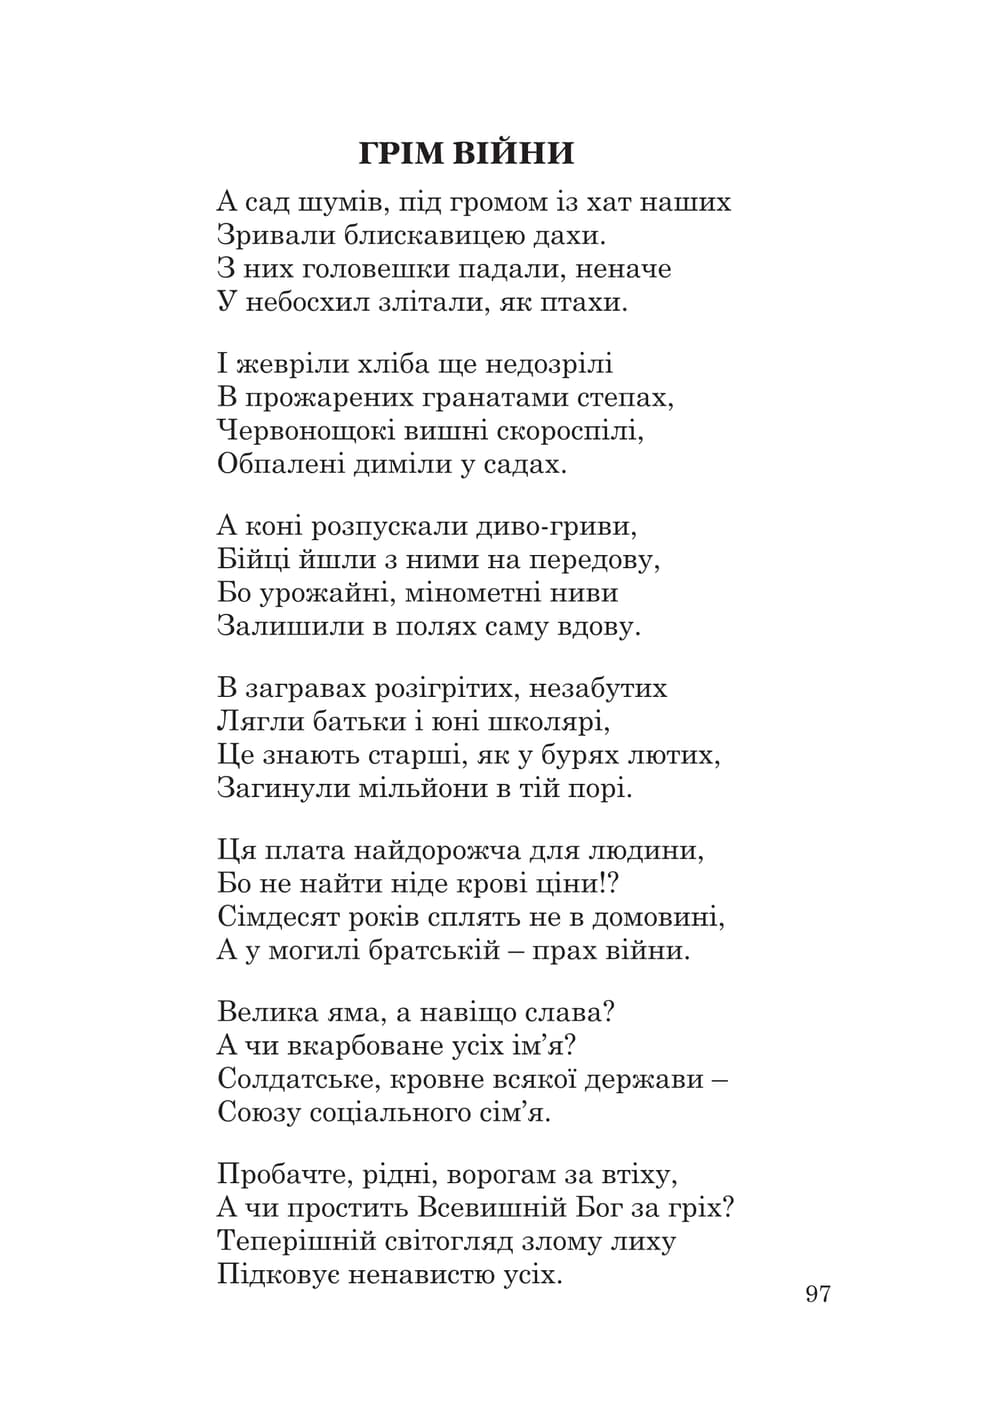 ГРІМ ВІЙНИ
А сад шумів, під громом із хат наших
Зривали блискавицею дахи.
З них головешки падали, неначе
У небосхил злітали, як птахи.
І жевріли хліба ще недозрілі
В прожарених гранатами степах,
Червонощокі вишні скороспілі,
Обпалені диміли у садах.
А коні розпускали диво-гриви,
Бійці йшли з ними на передову,
Бо урожайні, мінометні ниви
Залишили в полях саму вдову.
В загравах розігрітих, незабутих
Лягли батьки і юні школярі,
Це знають старші, як у бурях лютих,
Загинули мільйони в тій порі.
Ця плата найдорожча для людини,
Бо не найти ніде крові ціни!?
Сімдесят років сплять не в домовині,
А у могилі братській – прах війни.
Велика яма, а навіщо слава?
А чи вкарбоване усіх ім’я?
Солдатське, кровне всякої держави –
Союзу соціального сім’я.
Пробачте, рідні, ворогам за втіху,
А чи простить Всевишній Бог за гріх?
Теперішній світогляд злому лиху
Підковує ненавистю усіх.
97